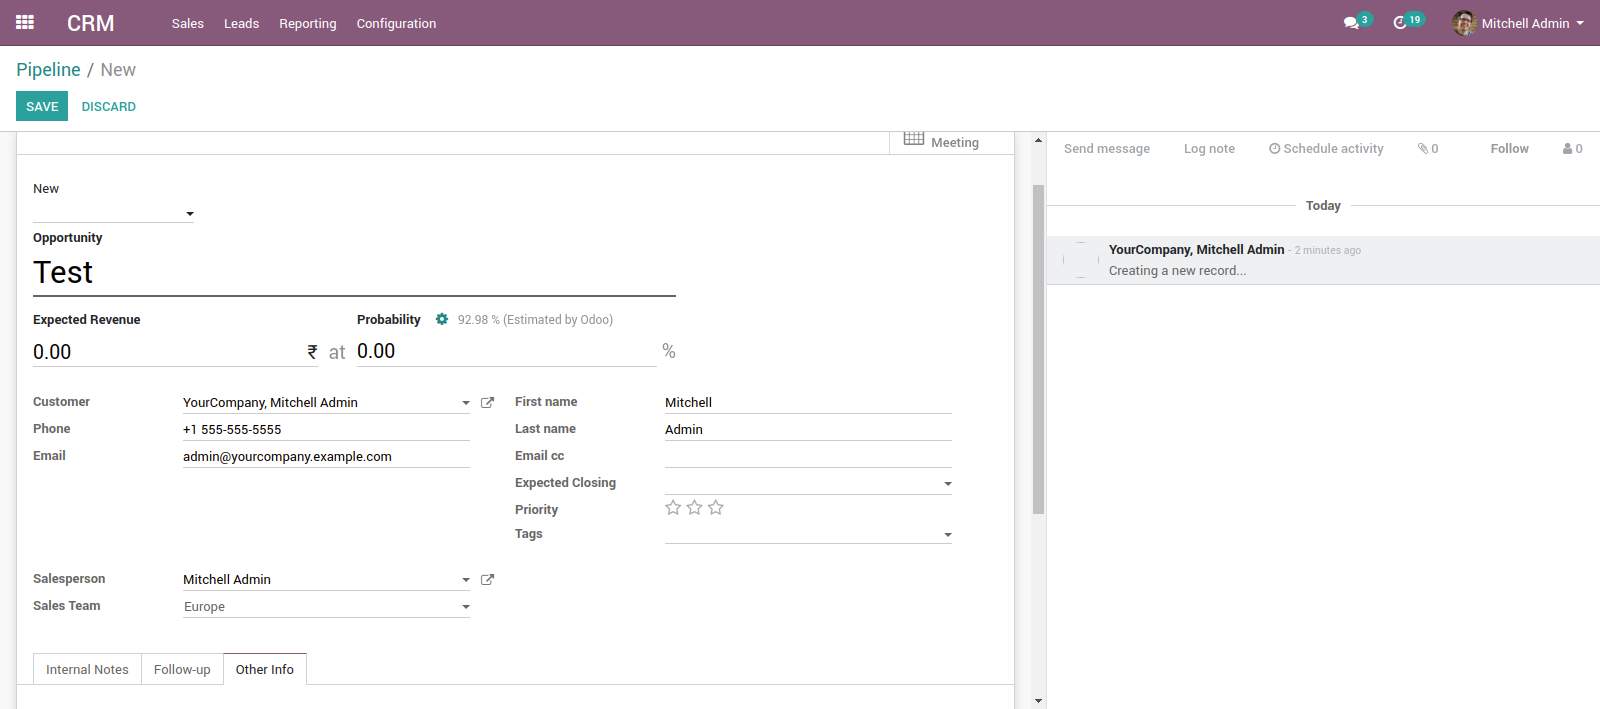 CRM Sales Leads Reporting Configuration 3 19 Mitchell Admin
Pipeline / New
SAVE DISCARD
Meeting
Send message Log note Schedule activity 0 Follow 0
New
Today
Opportunity
Test
YourCompany, Mitchell Admin - 2 minutes ago
Creating a new record...
Expected Revenue Probability 92.98 % (Estimated by Odoo)
0.00 ₹ at 0.00 %
Customer YourCompany, Mitchell Admin First name Mitchell
Phone +1 555-555-5555 Last name Admin
Email admin@yourcompany.example.com Email cc
Expected Closing
Priority
Tags
Salesperson Mitchell Admin
Sales Team Europe
Internal Notes Follow-up Other Info